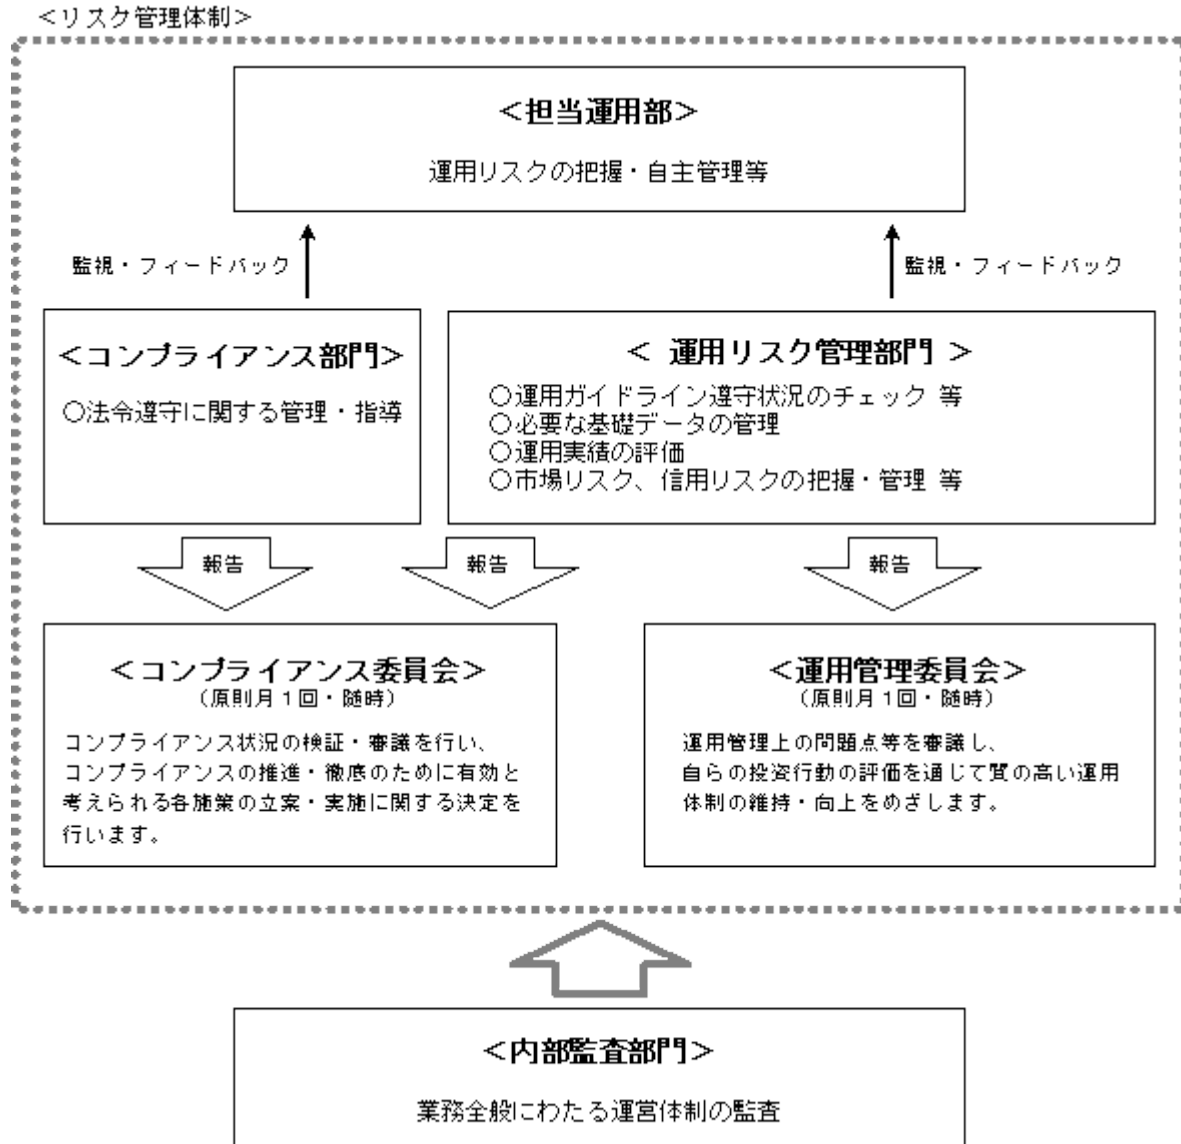 ＜リスク管理体制＞
＜担当運用部＞
運用リスクの把握・自主管理等
監視・フィードバック
監視・フィードバック
＜コンプライアンス部門＞
○法令遵守に関する管理・指導
＜ 運用リスク管理部門 ＞
○運用ガイドライン遵守状況のチェック 等
○必要な基礎データの管理
○運用実績の評価
○市場リスク、信用リスクの把握・管理 等
報告
報告
報告
＜コンプライアンス委員会＞
（原則月１回・随時）
コンプライアンス状況の検証・審議を行い、
コンプライアンスの推進・徹底のために有効と
考えられる各施策の立案・実施に関する決定を
行います。
＜運用管理委員会＞
（原則月１回・随時）
運用管理上の問題点等を審議し、
自らの投資行動の評価を通じて質の高い運用
体制の維持・向上をめざします。
＜内部監査部門＞
業務全般にわたる運営体制の監査